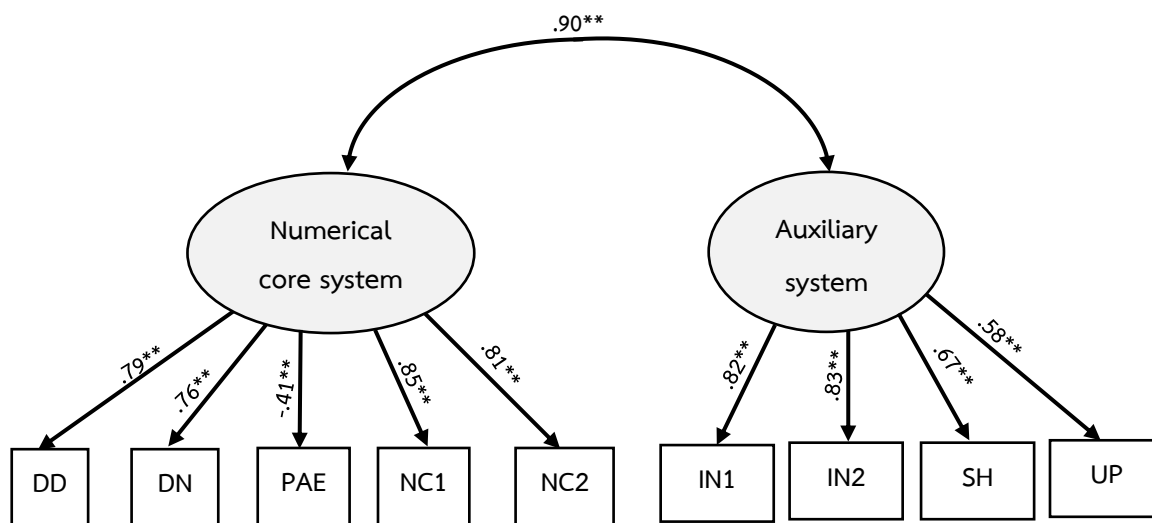 .90**
Numerical
core system
Auxiliary
system
.79**
.76**
-.41**
.85**
.81**
.82**
.83**
.67**
.58**
DD
DN
PAE
NC1
NC2
IN1
IN2
SH
UP